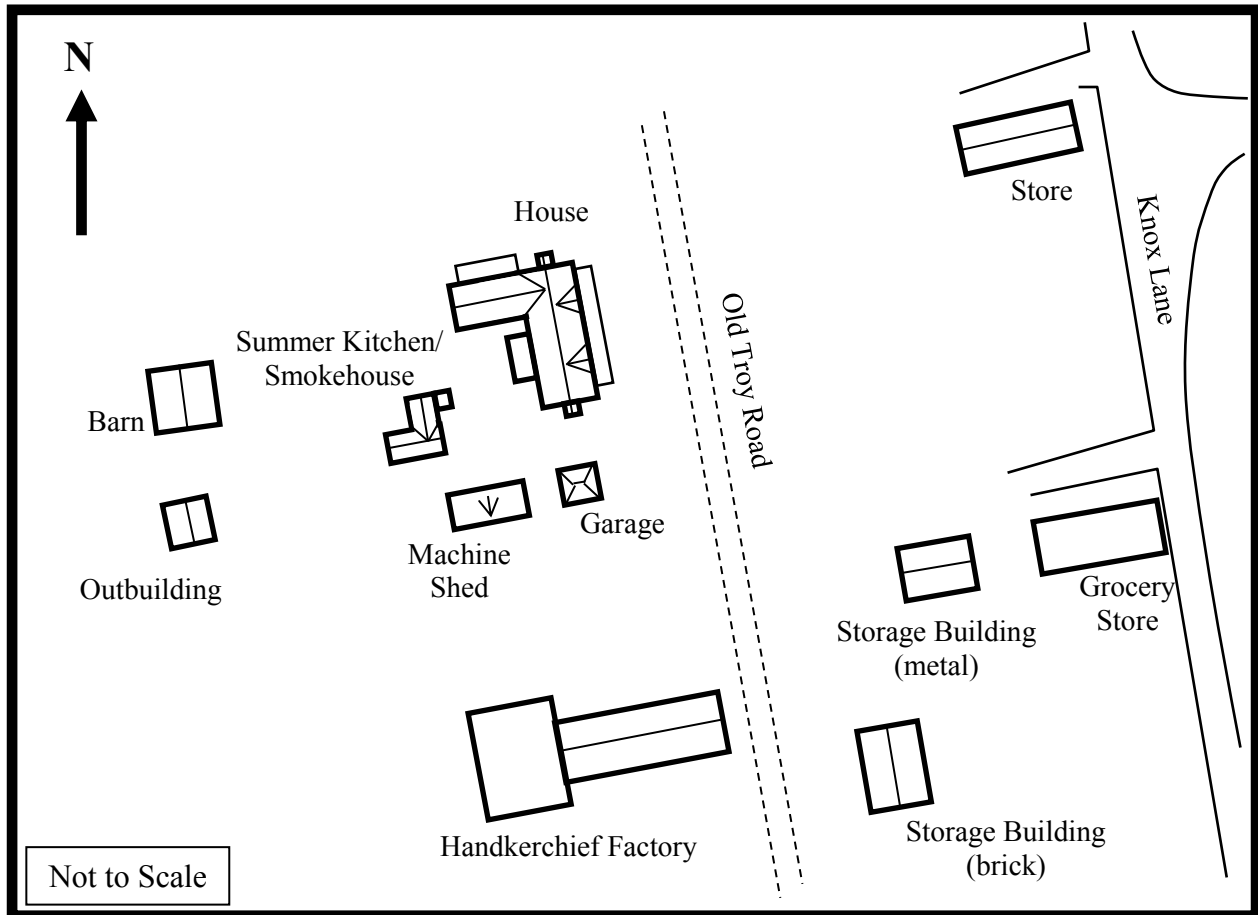 N
Store
House
Knox Lane
Old Troy Road
Summer Kitchen/
Smokehouse
Barn
Garage
Machine
Shed
Outbuilding
Grocery
Store
Storage Building
(metal)
Handkerchief Factory
Storage Building
(brick)
Not to Scale